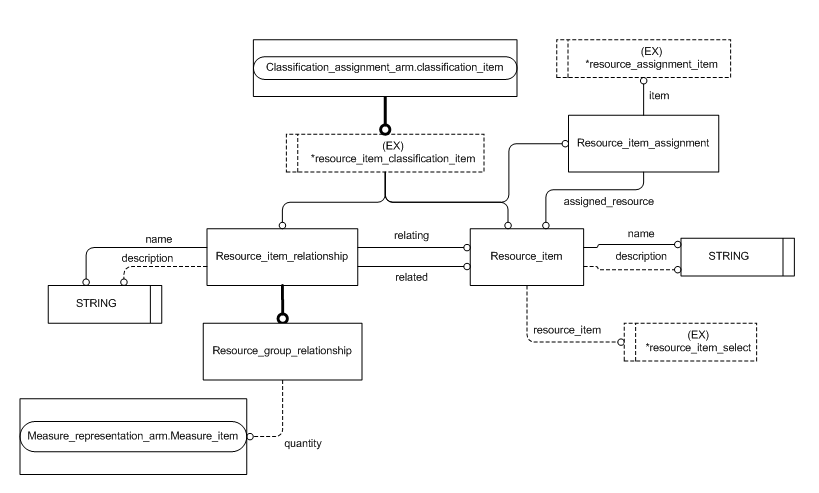 (EX)
*resource_assignment_item
Classification_assignment_arm.classification_item
item
(EX)
*resource_item_classification_item
Resource_item_assignment
assigned_resource
name
description
relating
related
Resource_item_relationship
Resource_item
name
description
STRING
STRING
resource_item
(EX)
*resource_item_select
Resource_group_relationship
Measure_representation_arm.Measure_item
quantity